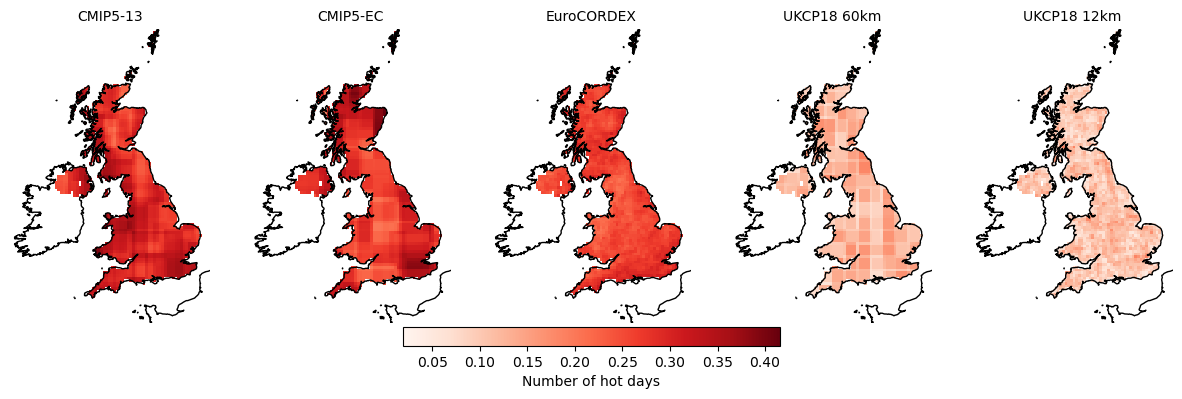 CMIP5-13 CMIP5-EC EuroCORDEX UKCP18 60km UKCP18 12km
0.05 0.10 0.15 0.20 0.25 0.30 0.35 0.40
Number of hot days